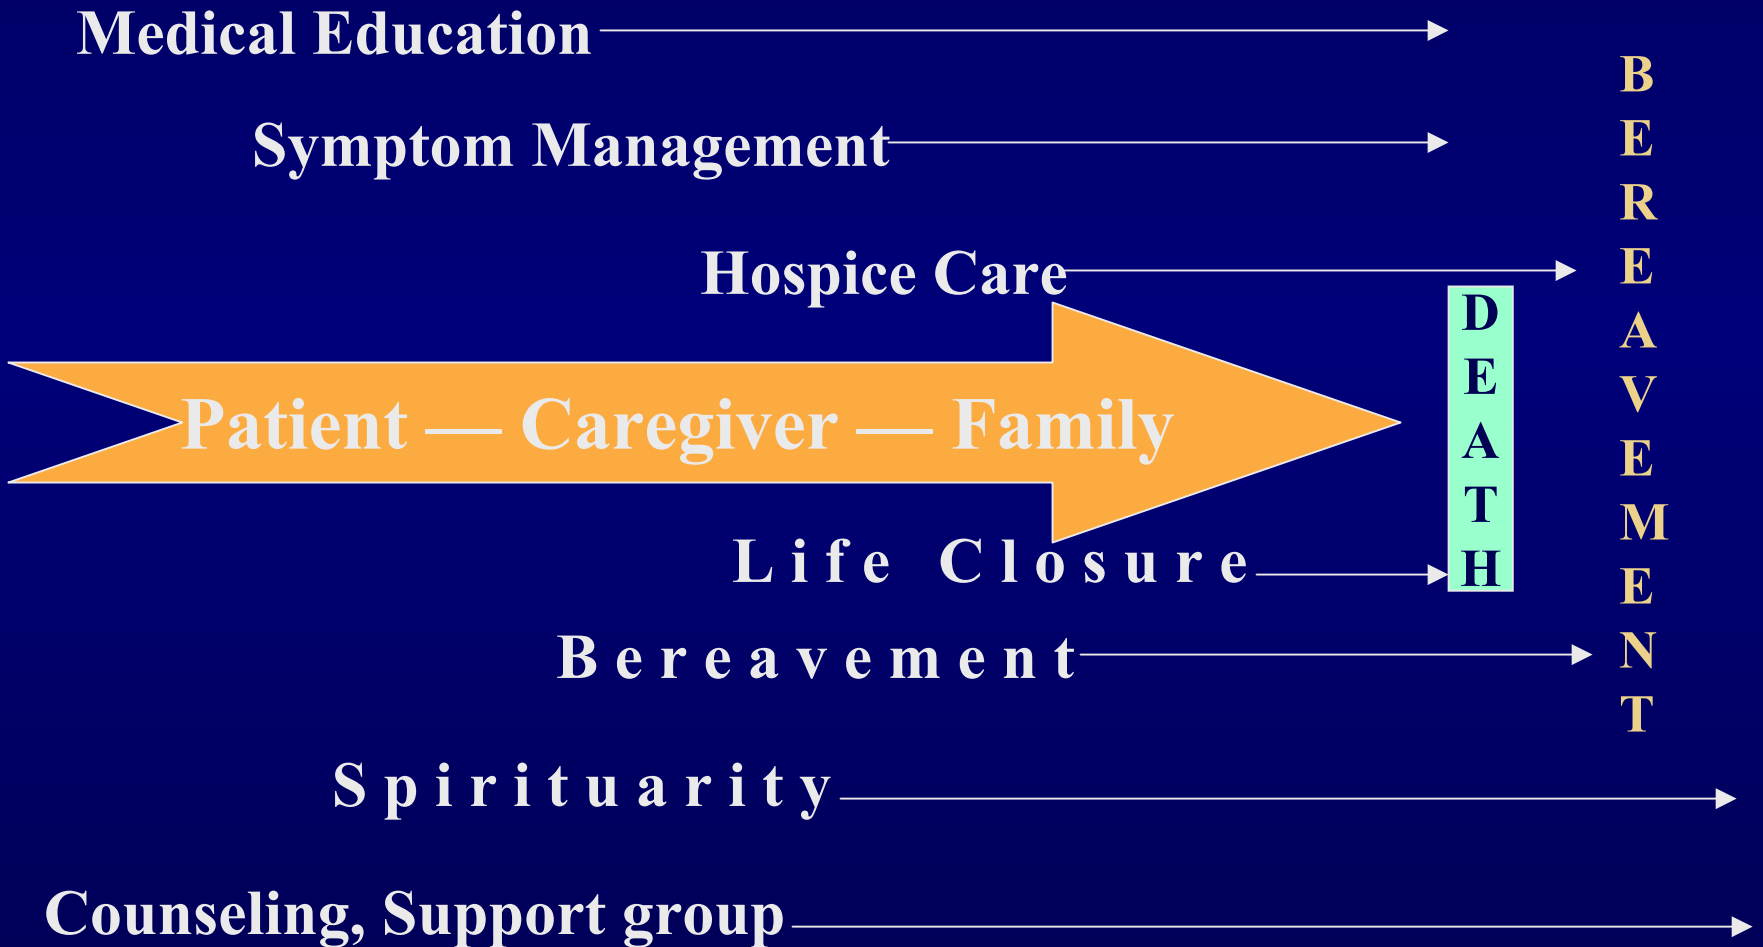 Medical Education
Symptom Management
Hospice Care
Patient — Caregiver — Family
Life Closure
Bereavement
Spirituarity
Counseling, Support group
DEATH
BEREAVEMENT